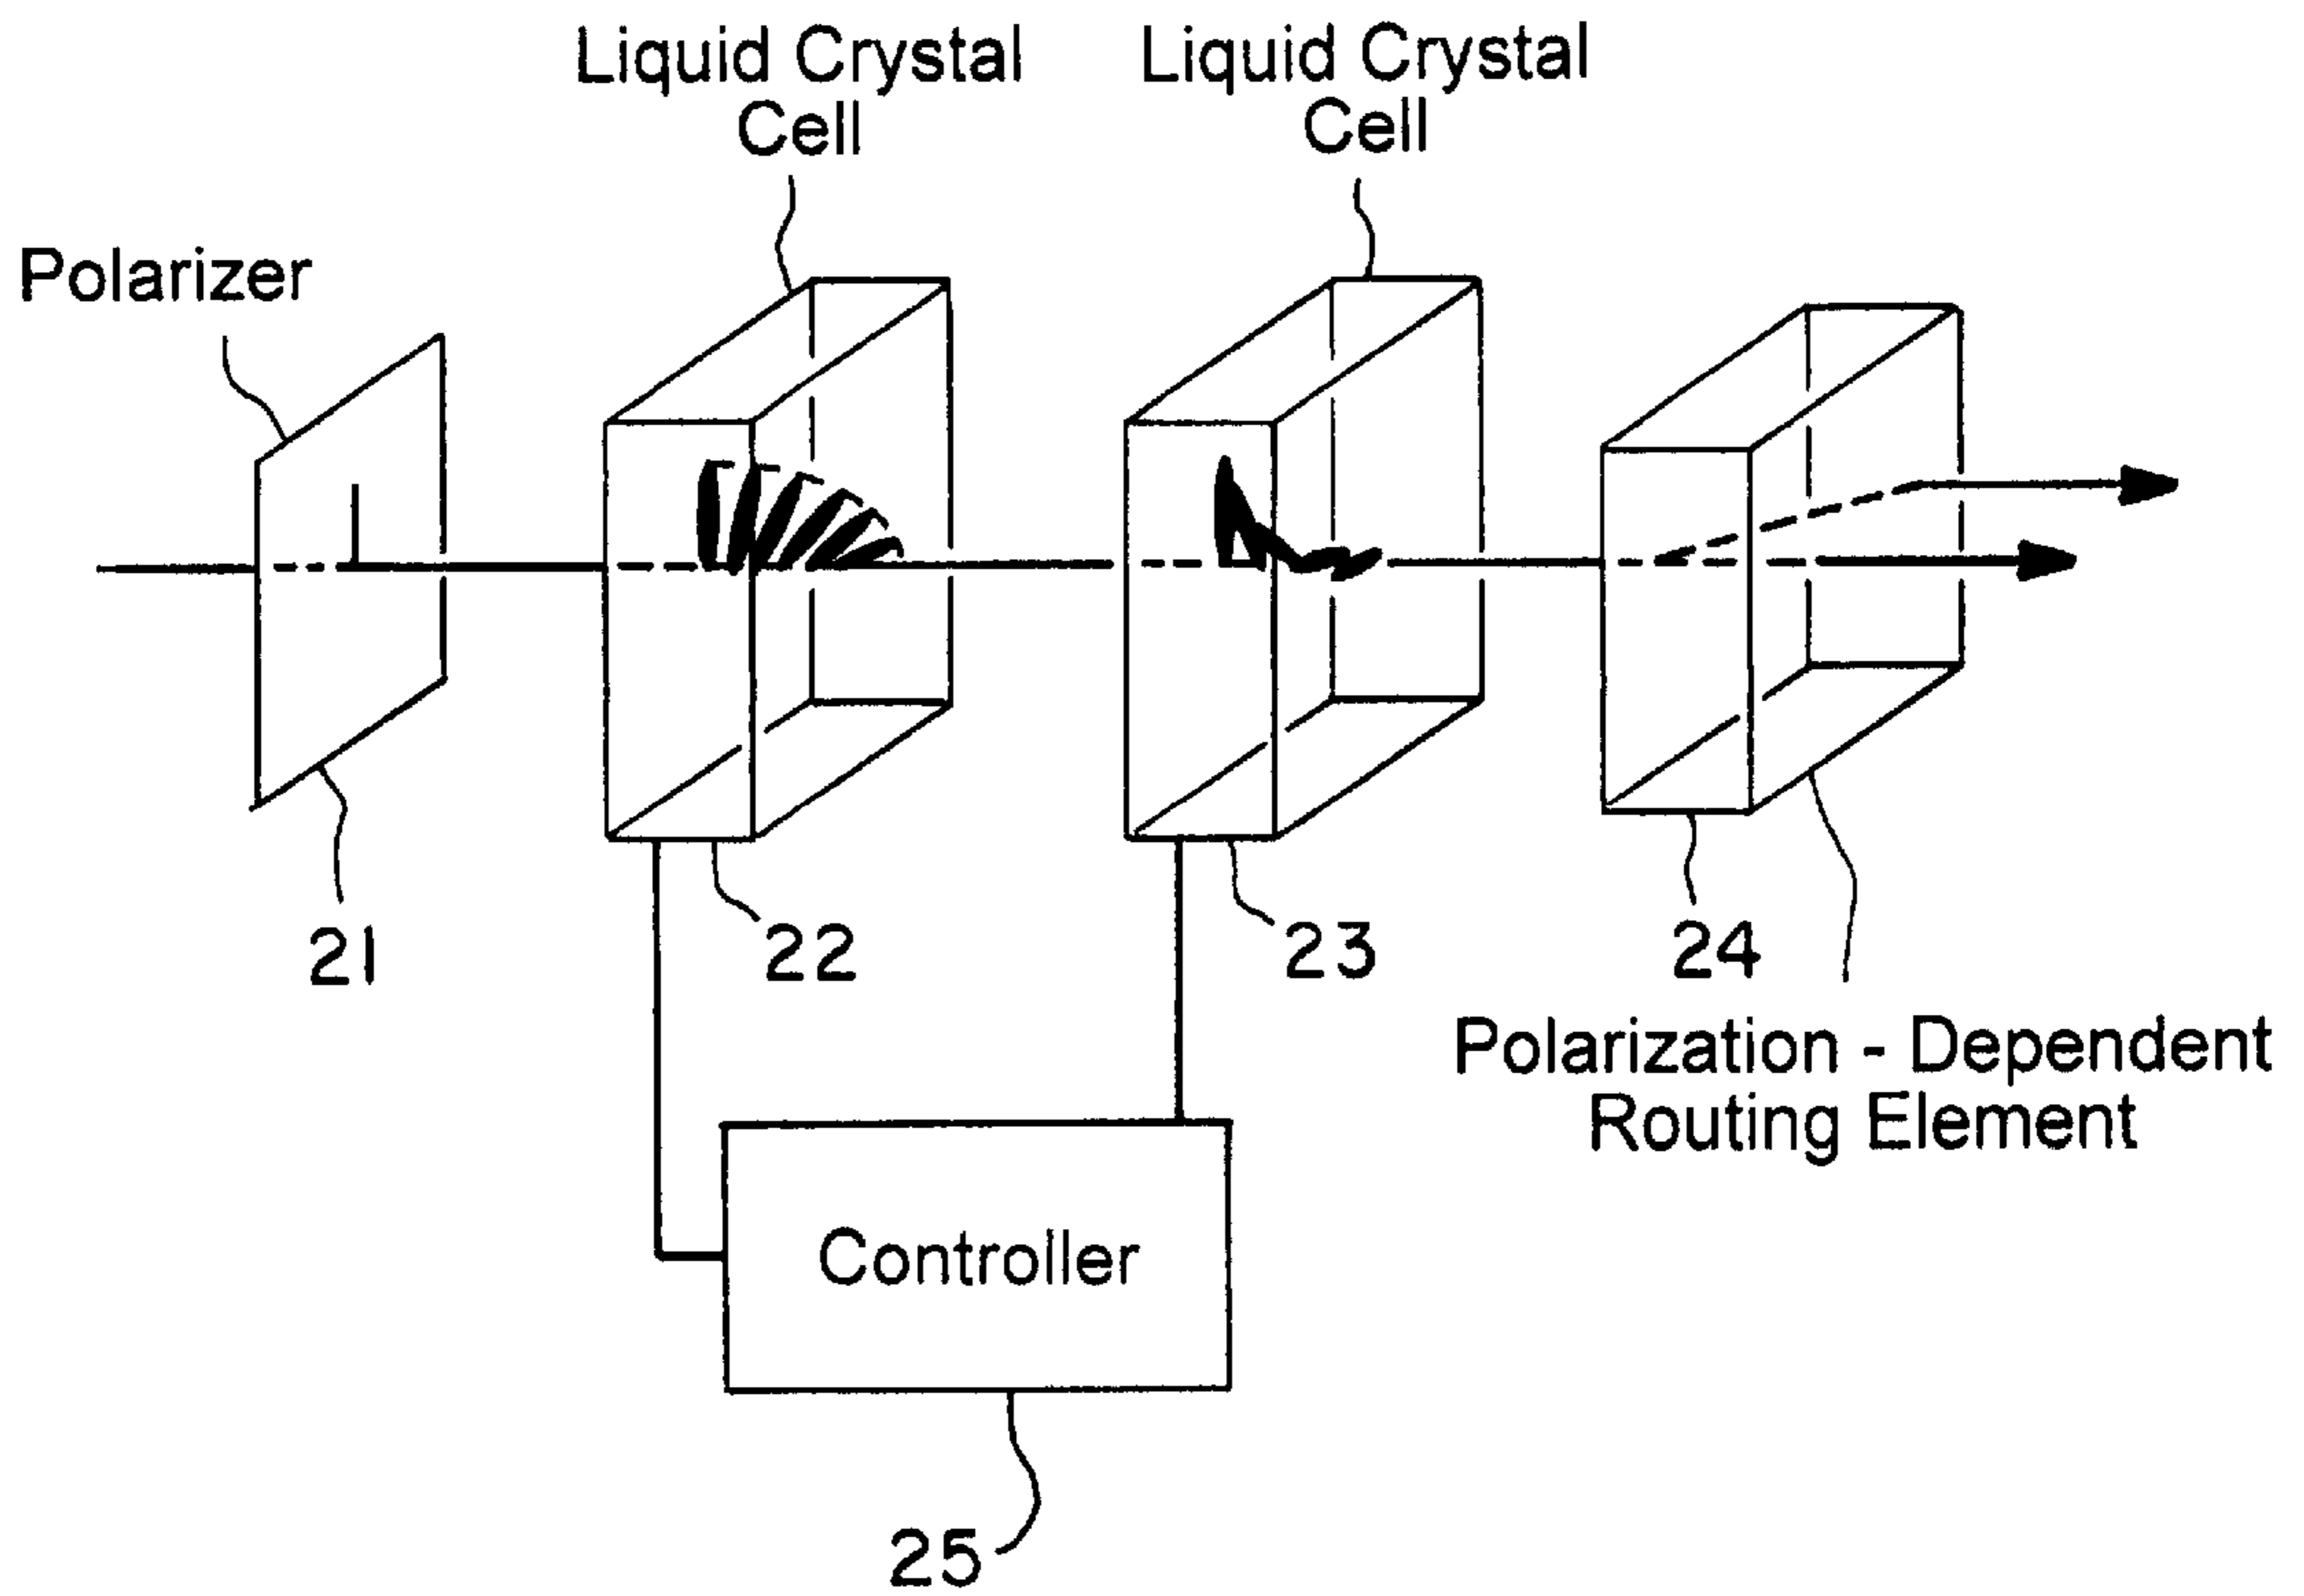 Liquid Crystal
Cell
Liquid Crystal
Cell
Polarizer
21
22
23
24
Polarization - Dependent
Routing Element
Controller
25